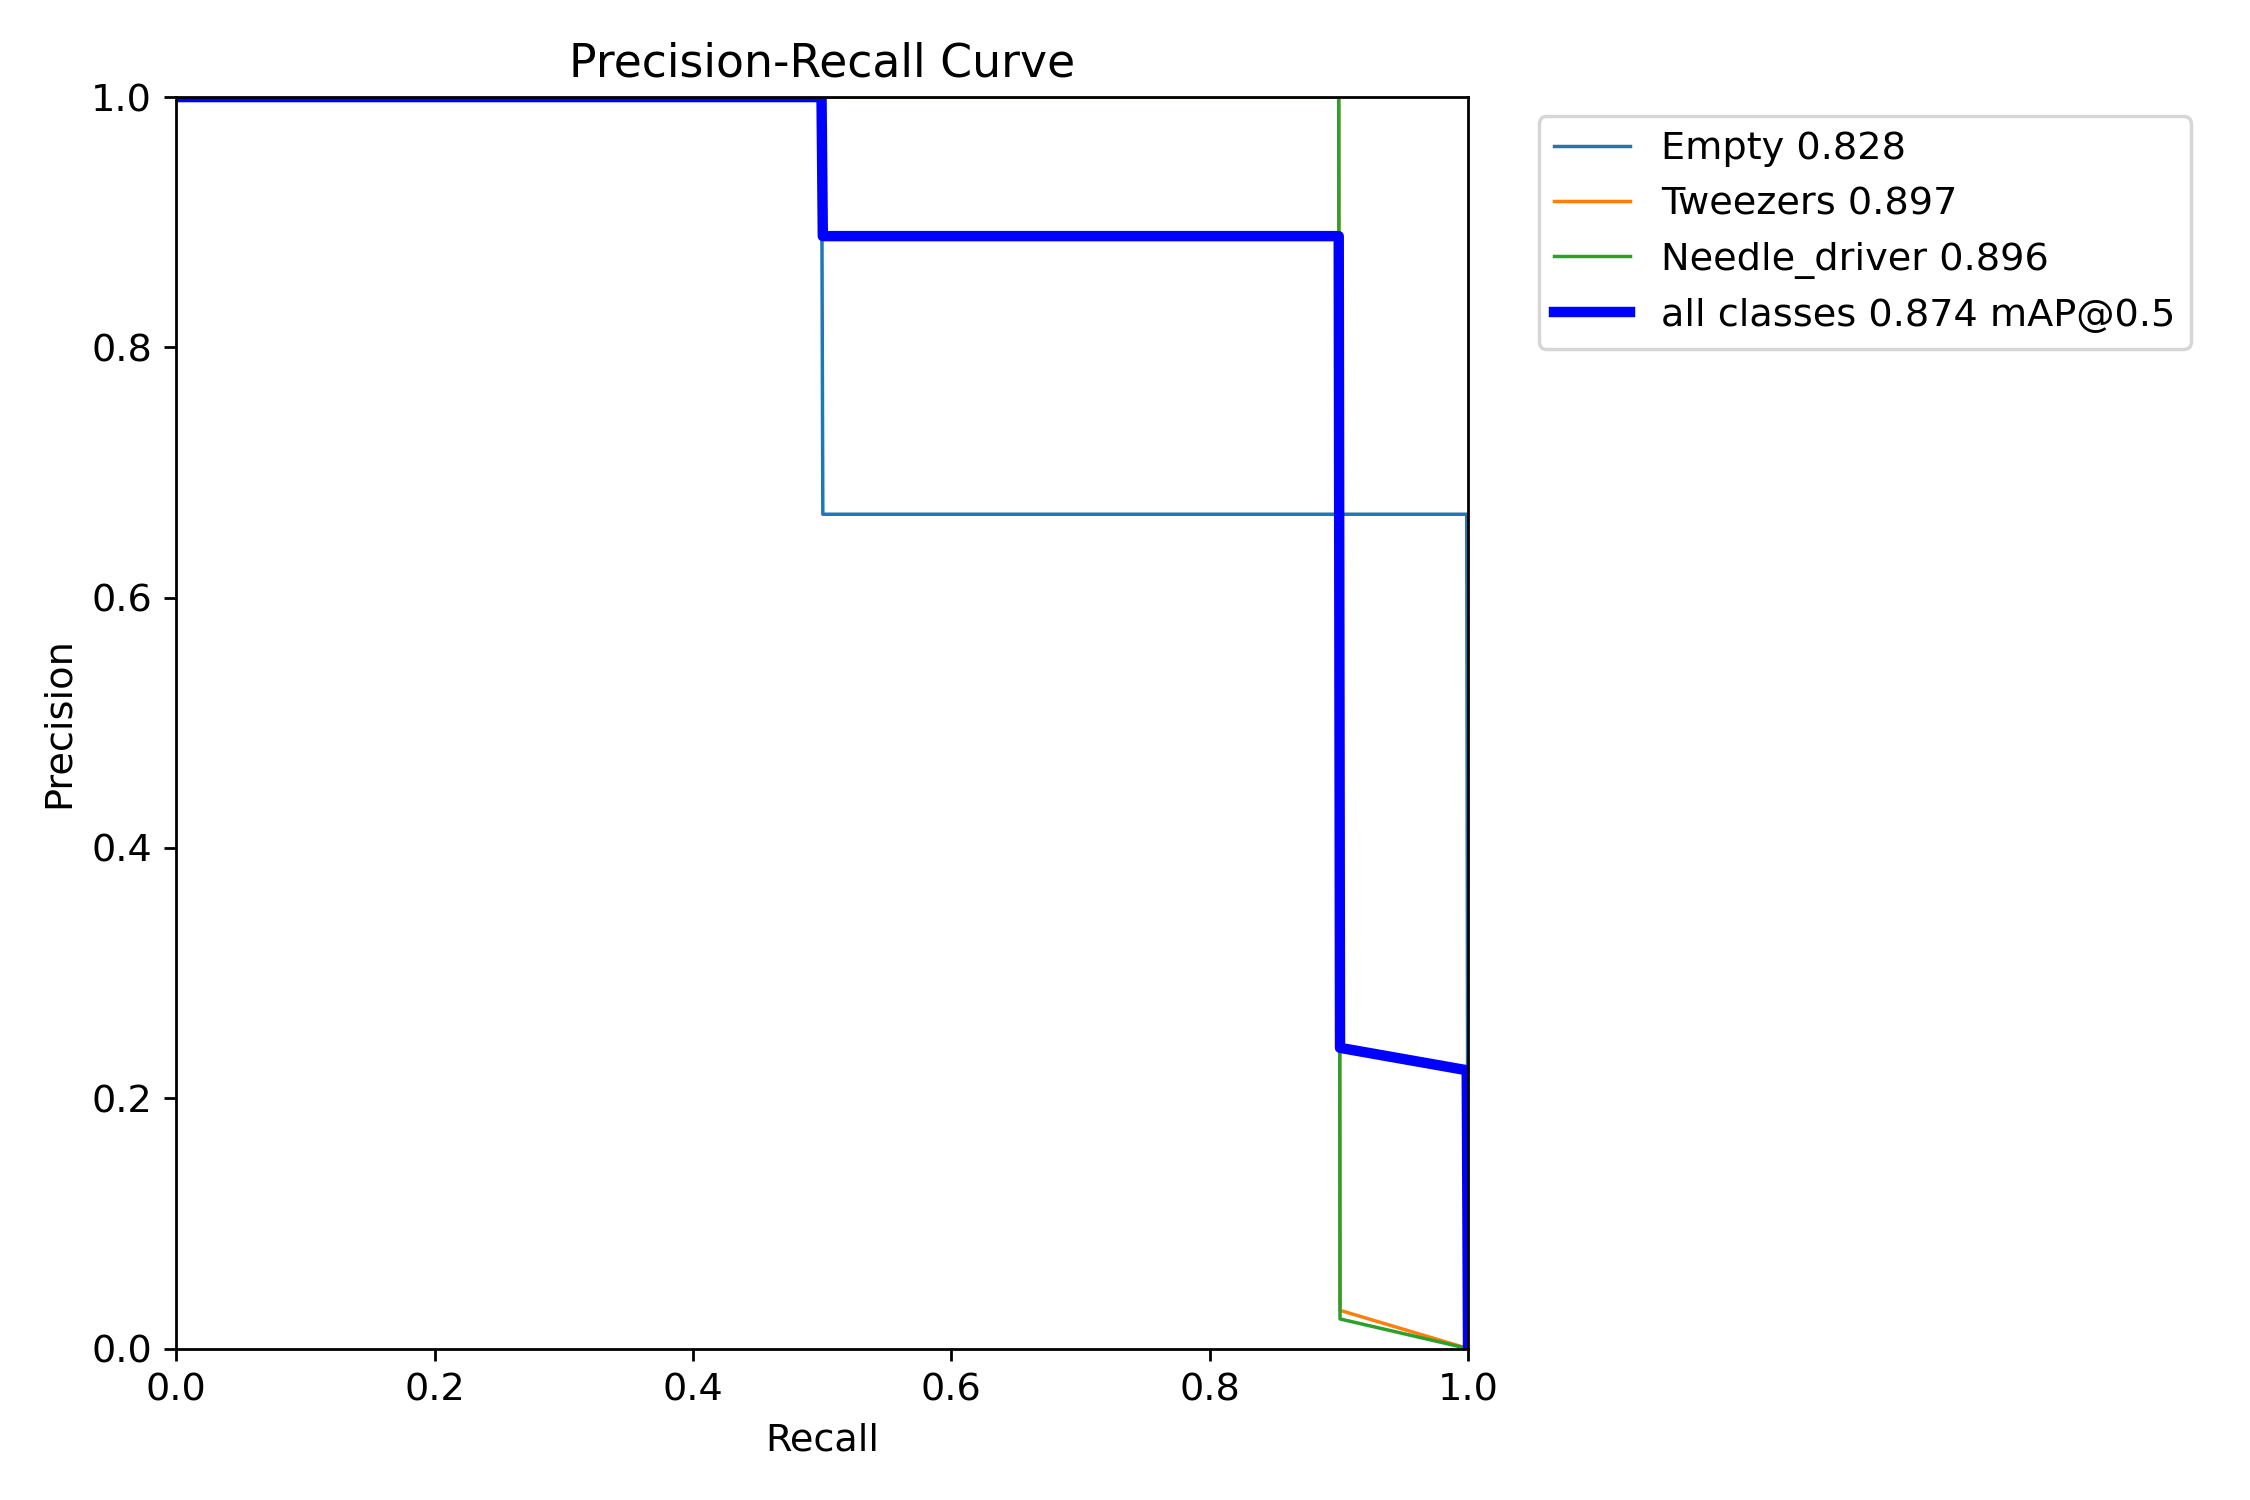 Precision-Recall Curve
1.0
0.8
0.6
0.4
0.2
0.0
Precision
0.0 0.2 0.4 0.6 0.8 1.0
Recall
Empty 0.828
Tweezers 0.897
Needle_driver 0.896
all classes 0.874 mAP@0.5